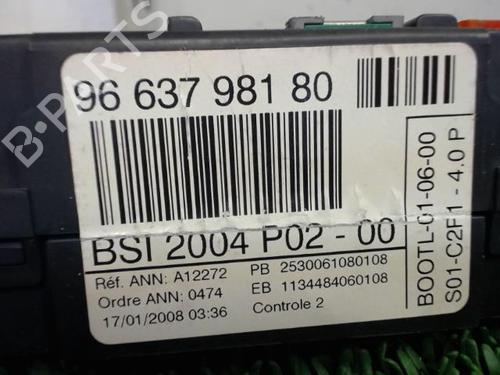 B-PARTS
96 637 981 80
BSI 2004 P02 - 00
Réf. ANN: A12272 PB 2530061080108
Ordre ANN: 0474 EB 1134484060108
17/01/2008 03:36 Controle 2
BOOTL-01-06-00
S01-C2F1 - 4.0 P